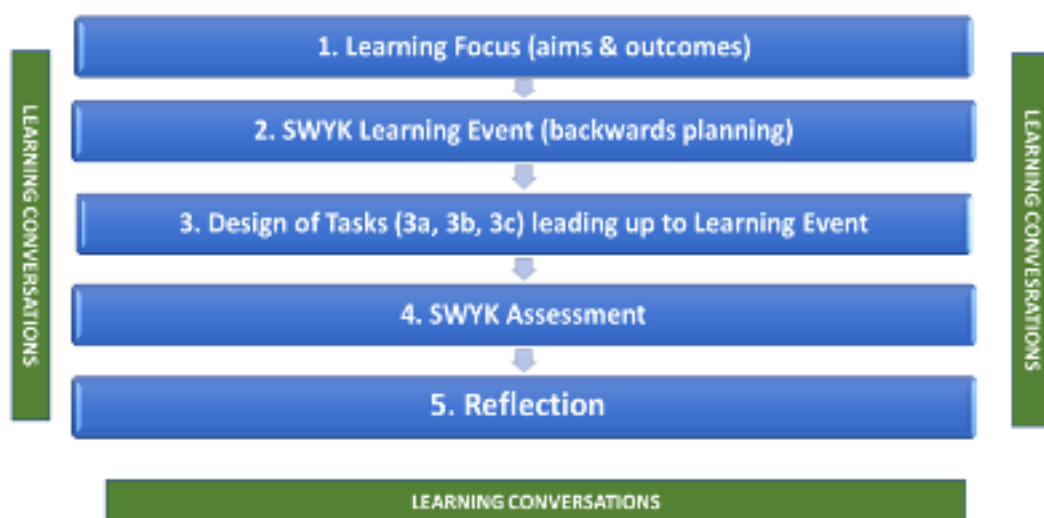 1. Learning Focus (aims & outcomes)
2. SWYK Learning Event (backwards planning)
3. Design of Tasks (3a, 3b, 3c) leading up to Learning Event
4. SWYK Assessment
5. Reflection
LEARNING CONVERSATIONS
LEARNING CONVESRATIONS
LEARNING CONVERSATIONS